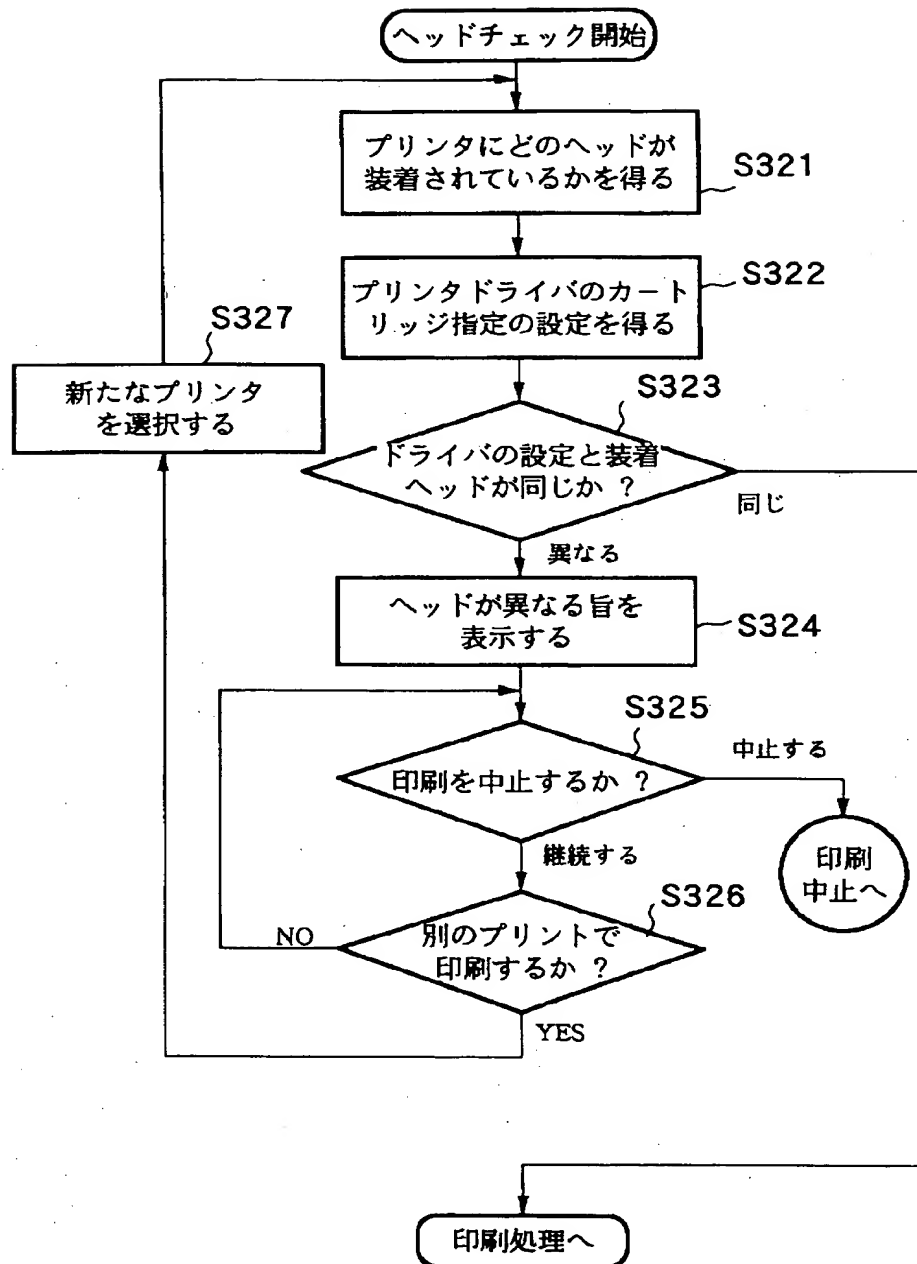 ヘッドチェック開始
プリンタにどのヘッドが
装着されているかを得る
S321
プリンタドライバのカート
リッジ指定の設定を得る
S322
S327
新たなプリンタ
を選択する
S323
ドライバの設定と装着
ヘッドが同じか ?
同じ
異なる
ヘッドが異なる旨を
表示する
S324
S325
印刷を中止するか ?
中止する
継続する
印刷
中止へ
S326
別のプリントで
印刷するか ?
NO
YES
印刷処理へ